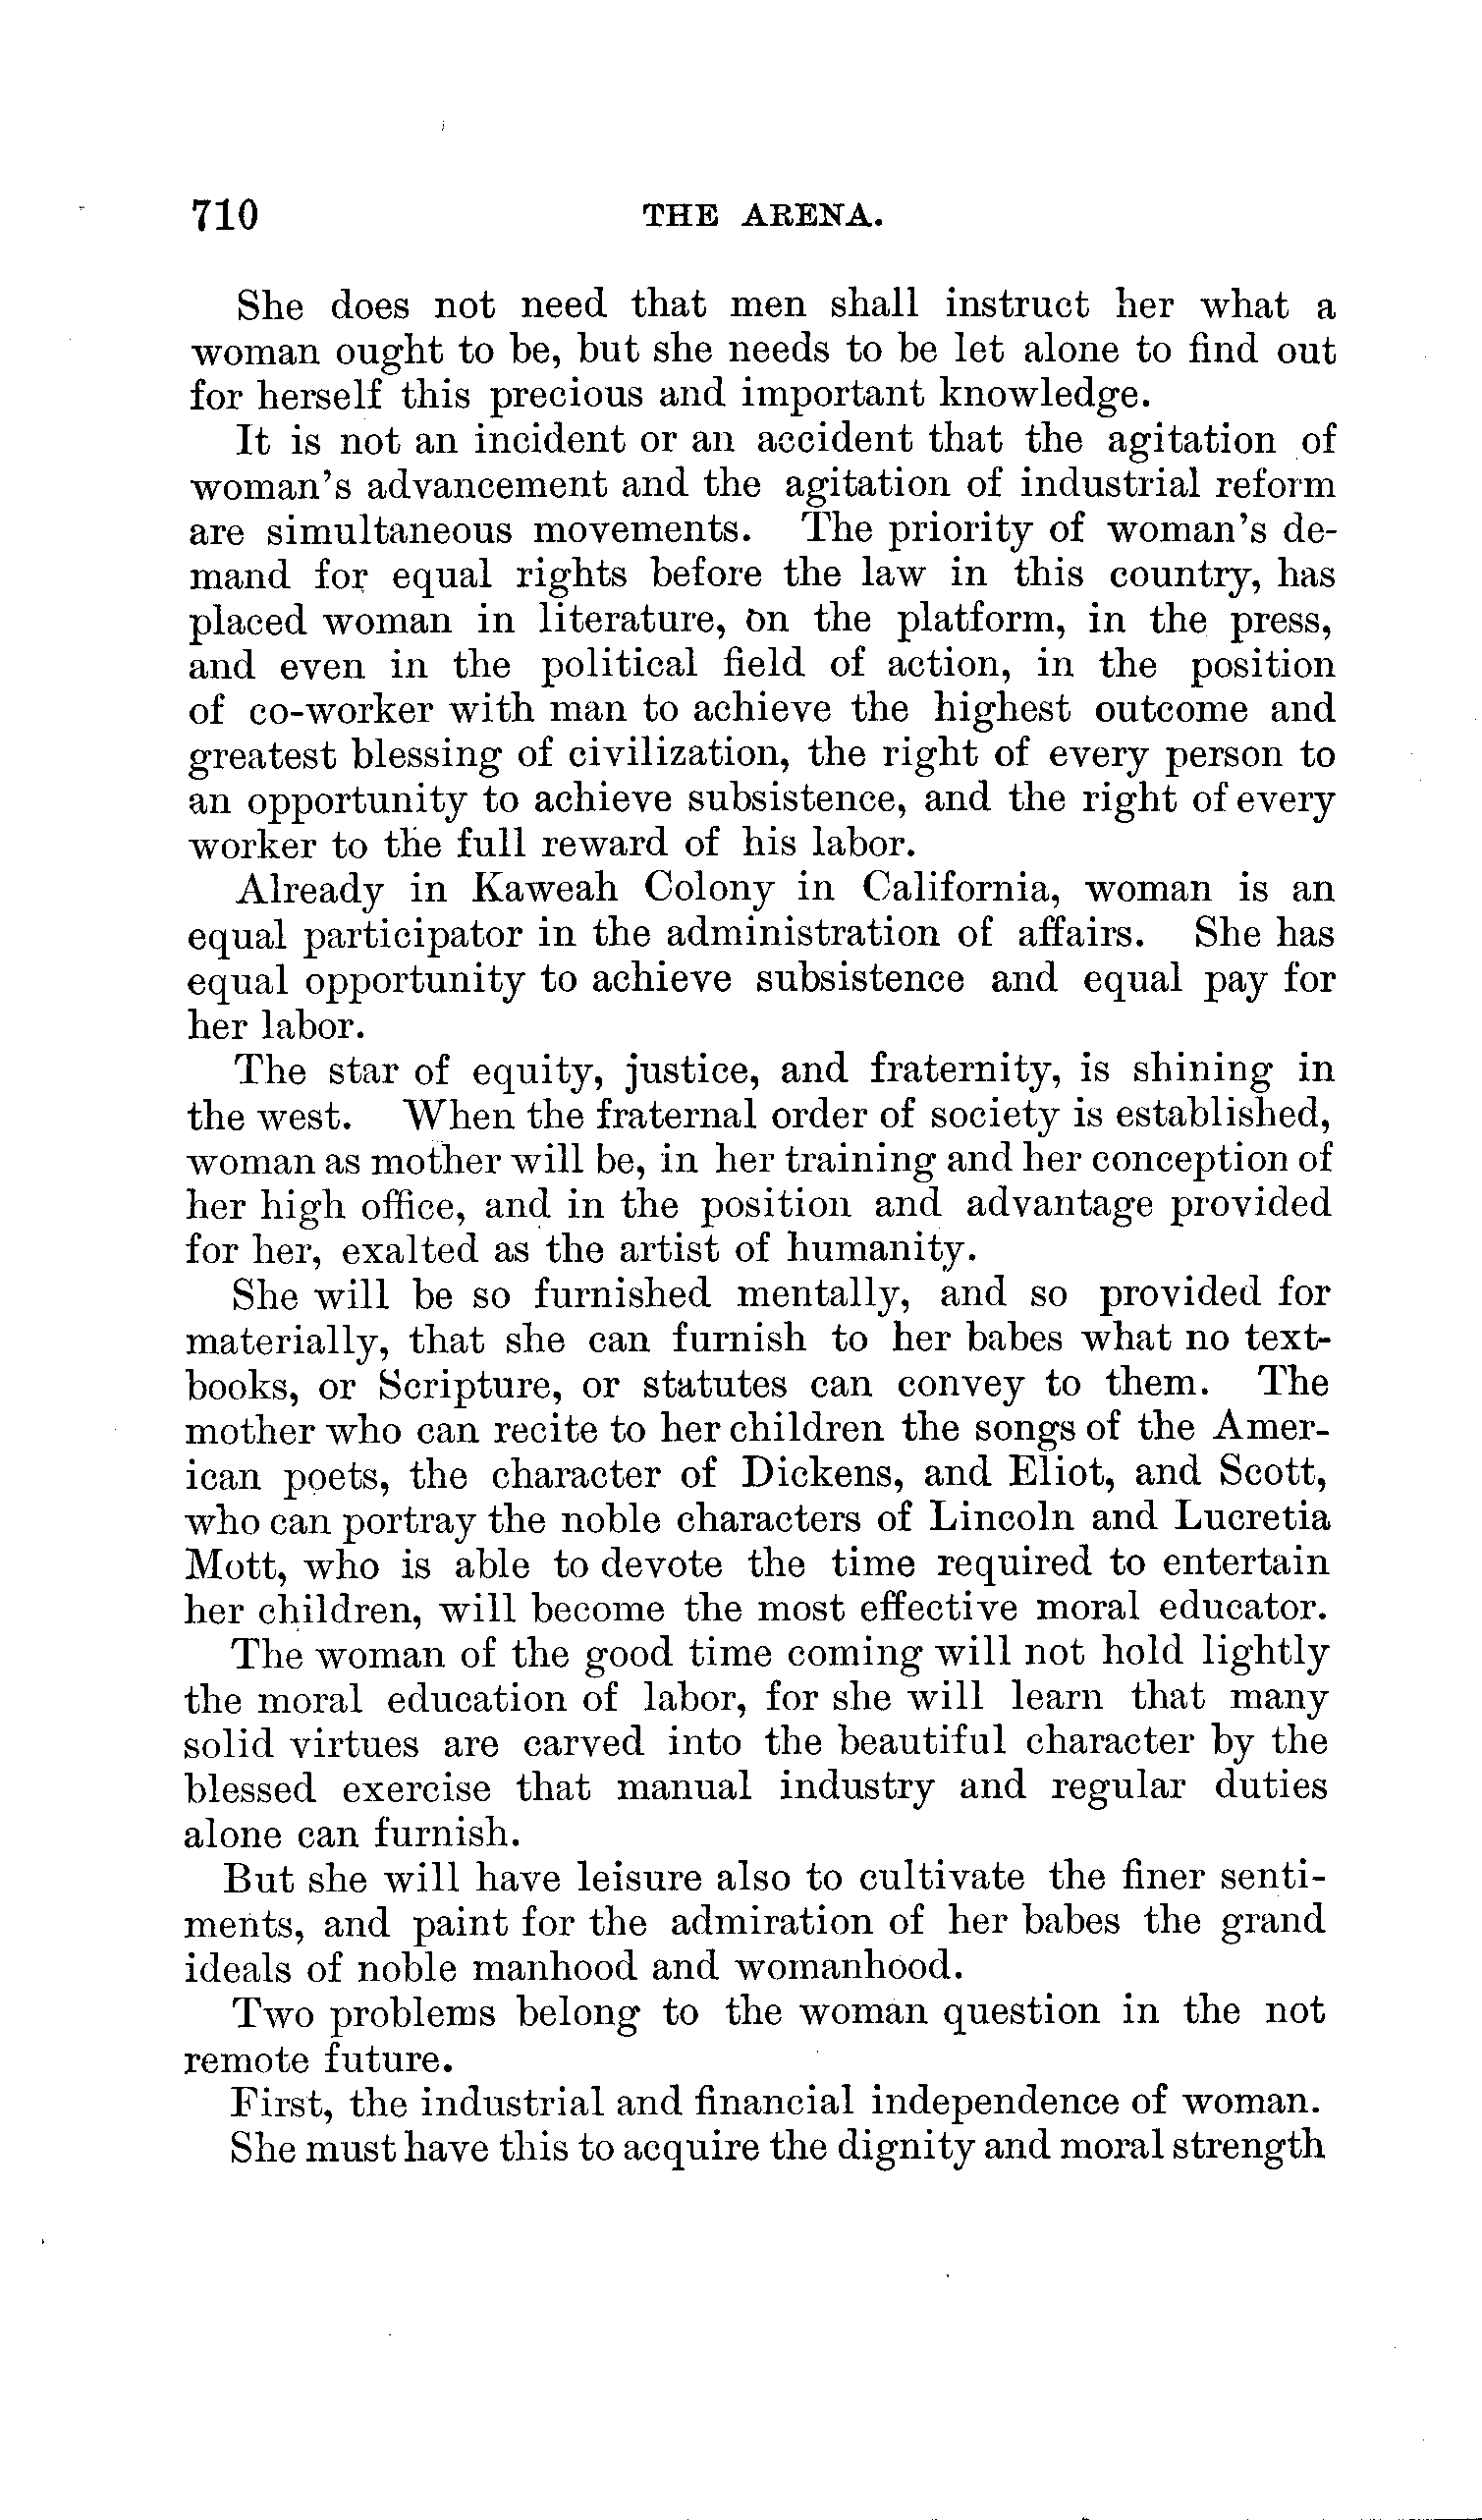 710 THE ARENA.
She does not need that men shall instruct her what a
woman ought to be, but she needs to be let alone to find out
for herself this precious and important knowledge.
It is not an incident or an accident that the agitation of
woman's advancement and the agitation of industrial reform
are simultaneous movements. The priority of woman's de-
mand for equal rights before the law in this country, has
placed woman in literature, on the platform, in the press,
and even in the political field of action, in the position
of co-worker with man to achieve the highest outcome and
greatest blessing of civilization, the right of every person to
an opportunity to achieve subsistence, and the right of every
worker to the full reward of his labor.
Already in Kaweah Colony in California, woman is an
equal participator in the administration of affairs. She has
equal opportunity to achieve subsistence and equal pay for
her labor.
The star of equity, justice, and fraternity, is shining in
the west. When the fraternal order of society is established,
woman as mother will be, in her training and her conception of
her high office, and in the position and advantage provided
for her, exalted as the artist of humanity.
She will be so furnished mentally, and so provided for
materially, that she can furnish to her babes what no text-
books, or Scripture, or statutes can convey to them. The
mother who can recite to her children the songs of the Amer-
ican poets, the character of Dickens, and Eliot, and Scott,
who can portray the noble characters of Lincoln and Lucretia
Mott, who is able to devote the time required to entertain
her children, will become the most effective moral educator.
The woman of the good time coming will not hold lightly
the moral education of labor, for she will learn that many
solid virtues are carved into the beautiful character by the
blessed exercise that manual industry and regular duties
alone can furnish.
But she will have leisure also to cultivate the finer senti-
ments, and paint for the admiration of her babes the grand
ideals of noble manhood and womanhood.
Two problems belong to the woman question in the not
remote future.
First, the industrial and financial independence of woman.
She must have this to acquire the dignity and moral strength